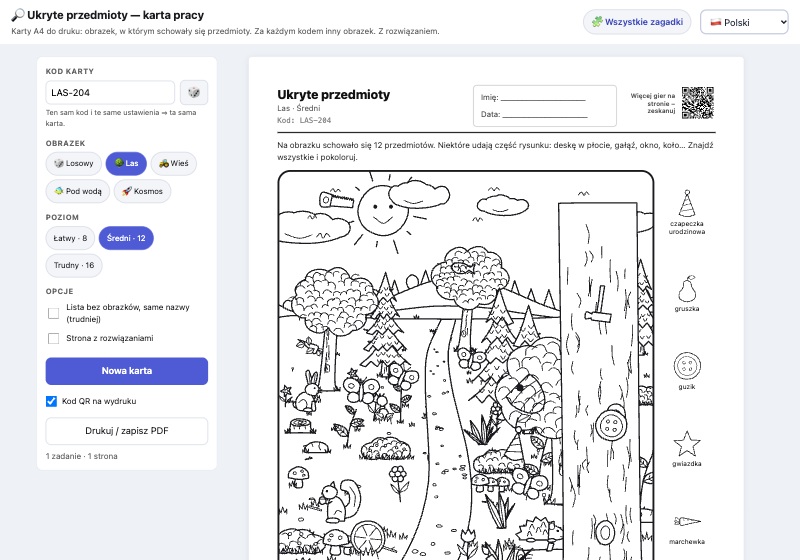 Ukryte przedmioty — karta pracy
Karty A4 do druku: obrazek, w którym schowały się przedmioty. Za każdym kodem inny obrazek. Z rozwiązaniem.
Wszystkie zagadki
Polski
KOD KARTY
LAS-204
Ten sam kod i te same ustawienia ⇒ ta sama
karta.
OBRAZEK
Losowy
Las
Wieś
Pod wodą
Kosmos
POZIOM
Łatwy · 8
Średni · 12
Trudny · 16
OPCJE
Lista bez obrazków, same nazwy
(trudniej)
Strona z rozwiązaniami
Nowa karta
Kod QR na wydruku
Drukuj / zapisz PDF
1 zadanie · 1 strona
Ukryte przedmioty
Las · Średni
Kod: LAS-204
Imię:
Data:
Więcej gier na
stronie –
zeskanuj
Na obrazku schowało się 12 przedmiotów. Niektóre udają część rysunku: deskę w płocie, gałąź, okno, koło… Znajdź
wszystkie i pokoloruj.
czapeczka
urodzinowa
gruszka
guzik
gwiazdka
marchewka